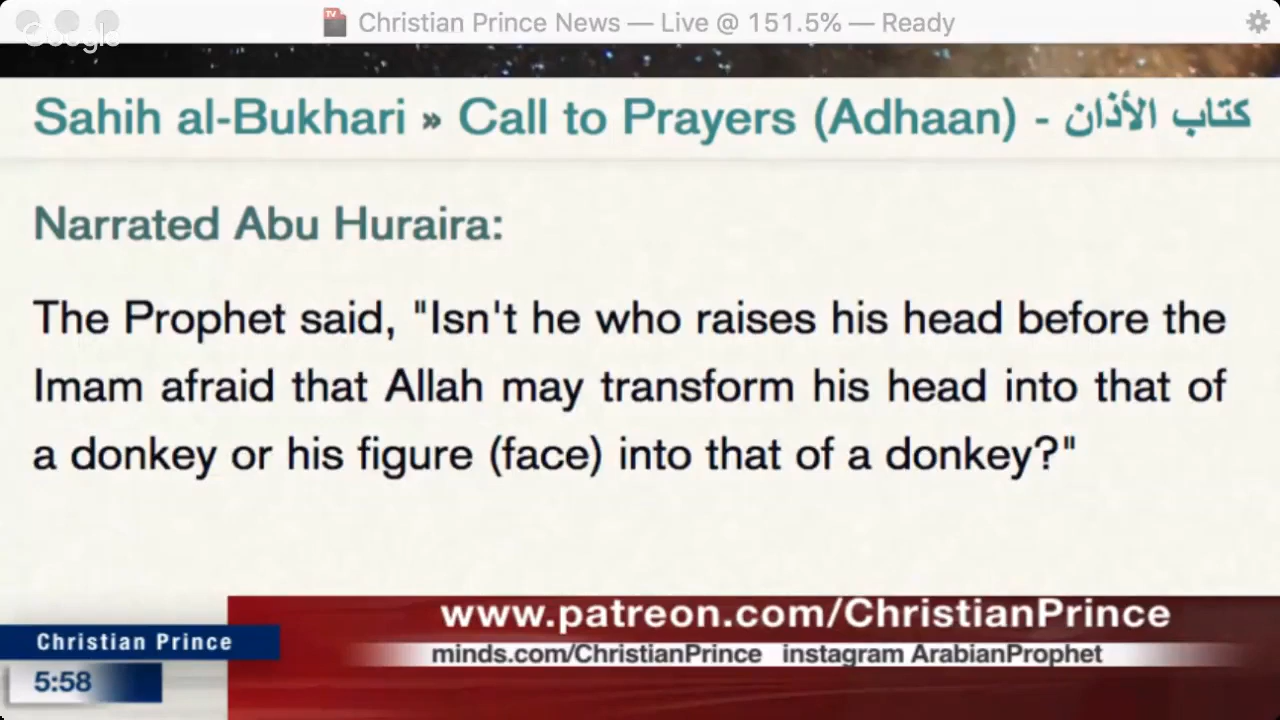 Christian Prince News — Live @ 151.5% — Ready
Google
Sahih al-Bukhari » Call to Prayers (Adhaan) - كتاب الأذان
Narrated Abu Huraira:
The Prophet said, "Isn't he who raises his head before the
Imam afraid that Allah may transform his head into that of
a donkey or his figure (face) into that of a donkey?"
www.patreon.com/ChristianPrince
Christian Prince
minds.com/ChristianPrince instagram ArabianProphet
5:58